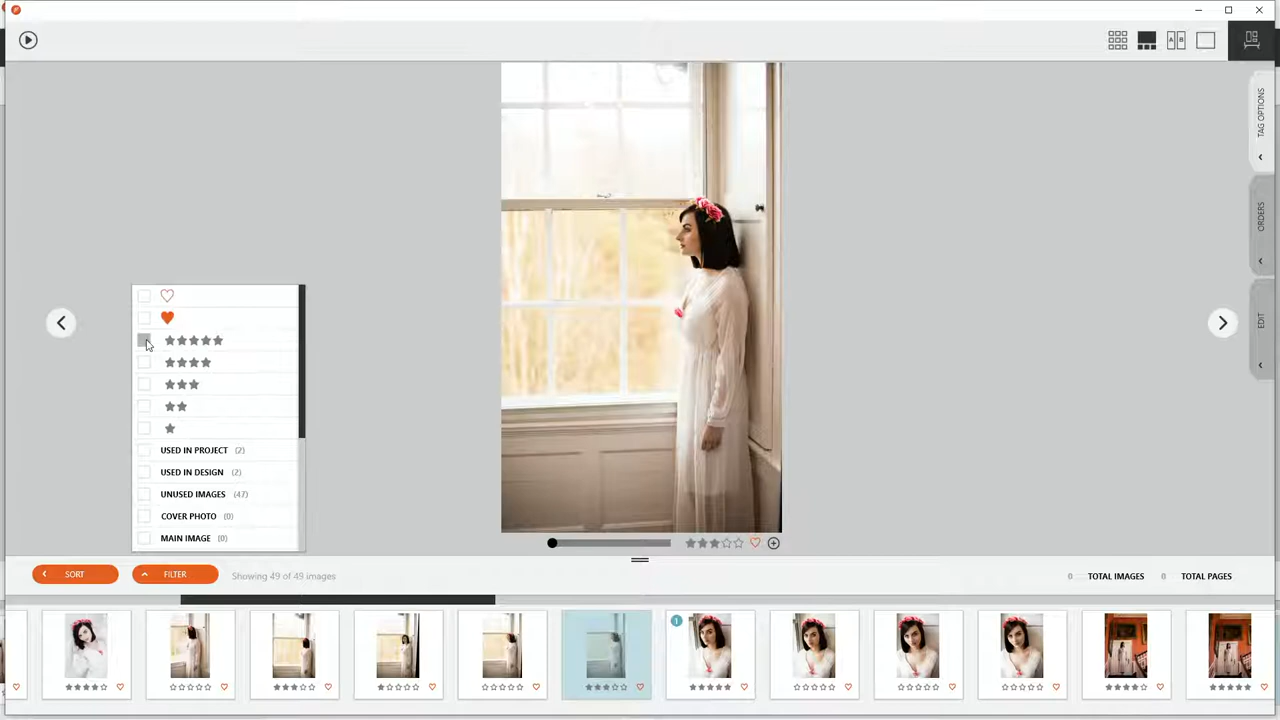 A B
TAG OPTIONS
ORDERS
EDIT
USED IN PROJECT (2)
USED IN DESIGN (2)
UNUSED IMAGES (47)
COVER PHOTO (0)
MAIN IMAGE (0)
SORT FILTER Showing 49 of 49 images 0 TOTAL IMAGES 0 TOTAL PAGES
1